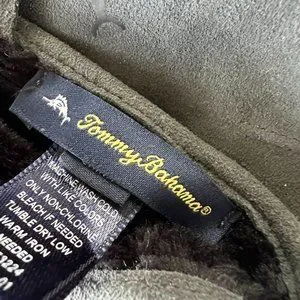 Tommy Bahama®
MACHINE WASH COLD
WITH LIKE COLORS
ONLY NON-CHLORINE
BLEACH IF NEEDED
TUMBLE DRY LOW
WARM IRON
NEEDED